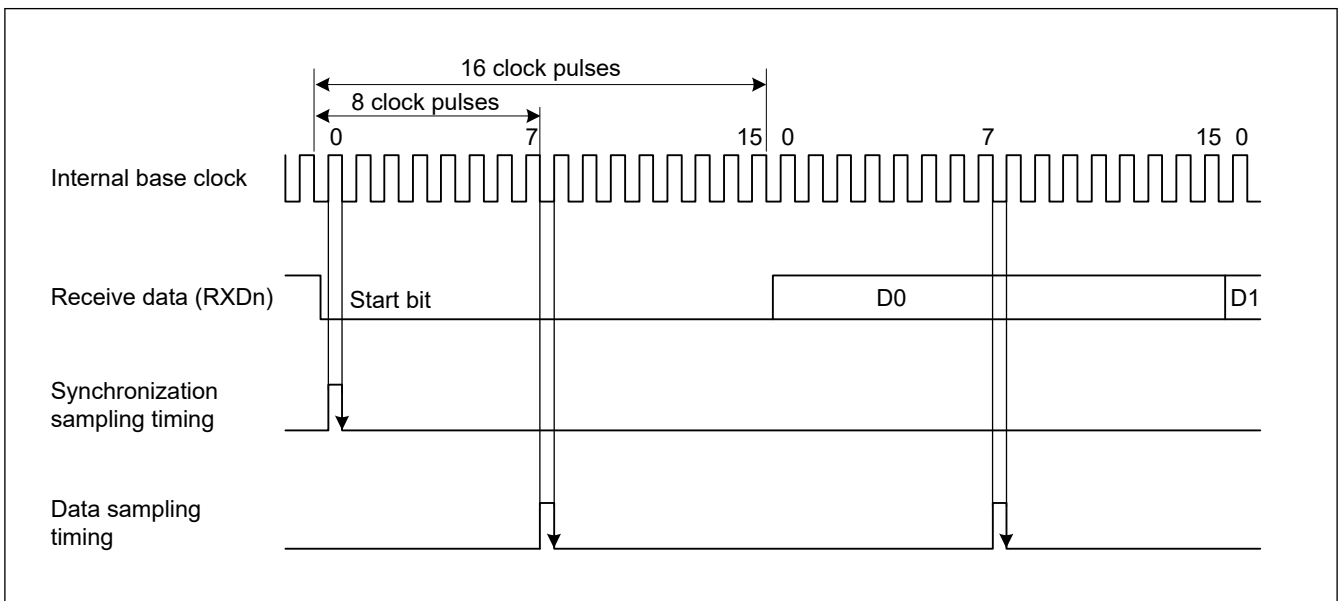 16 clock pulses
8 clock pulses
0 7 15 0 7 15 0
Internal base clock
Receive data (RXDn)
Start bit
D0
D1
Synchronization
sampling timing
Data sampling
timing